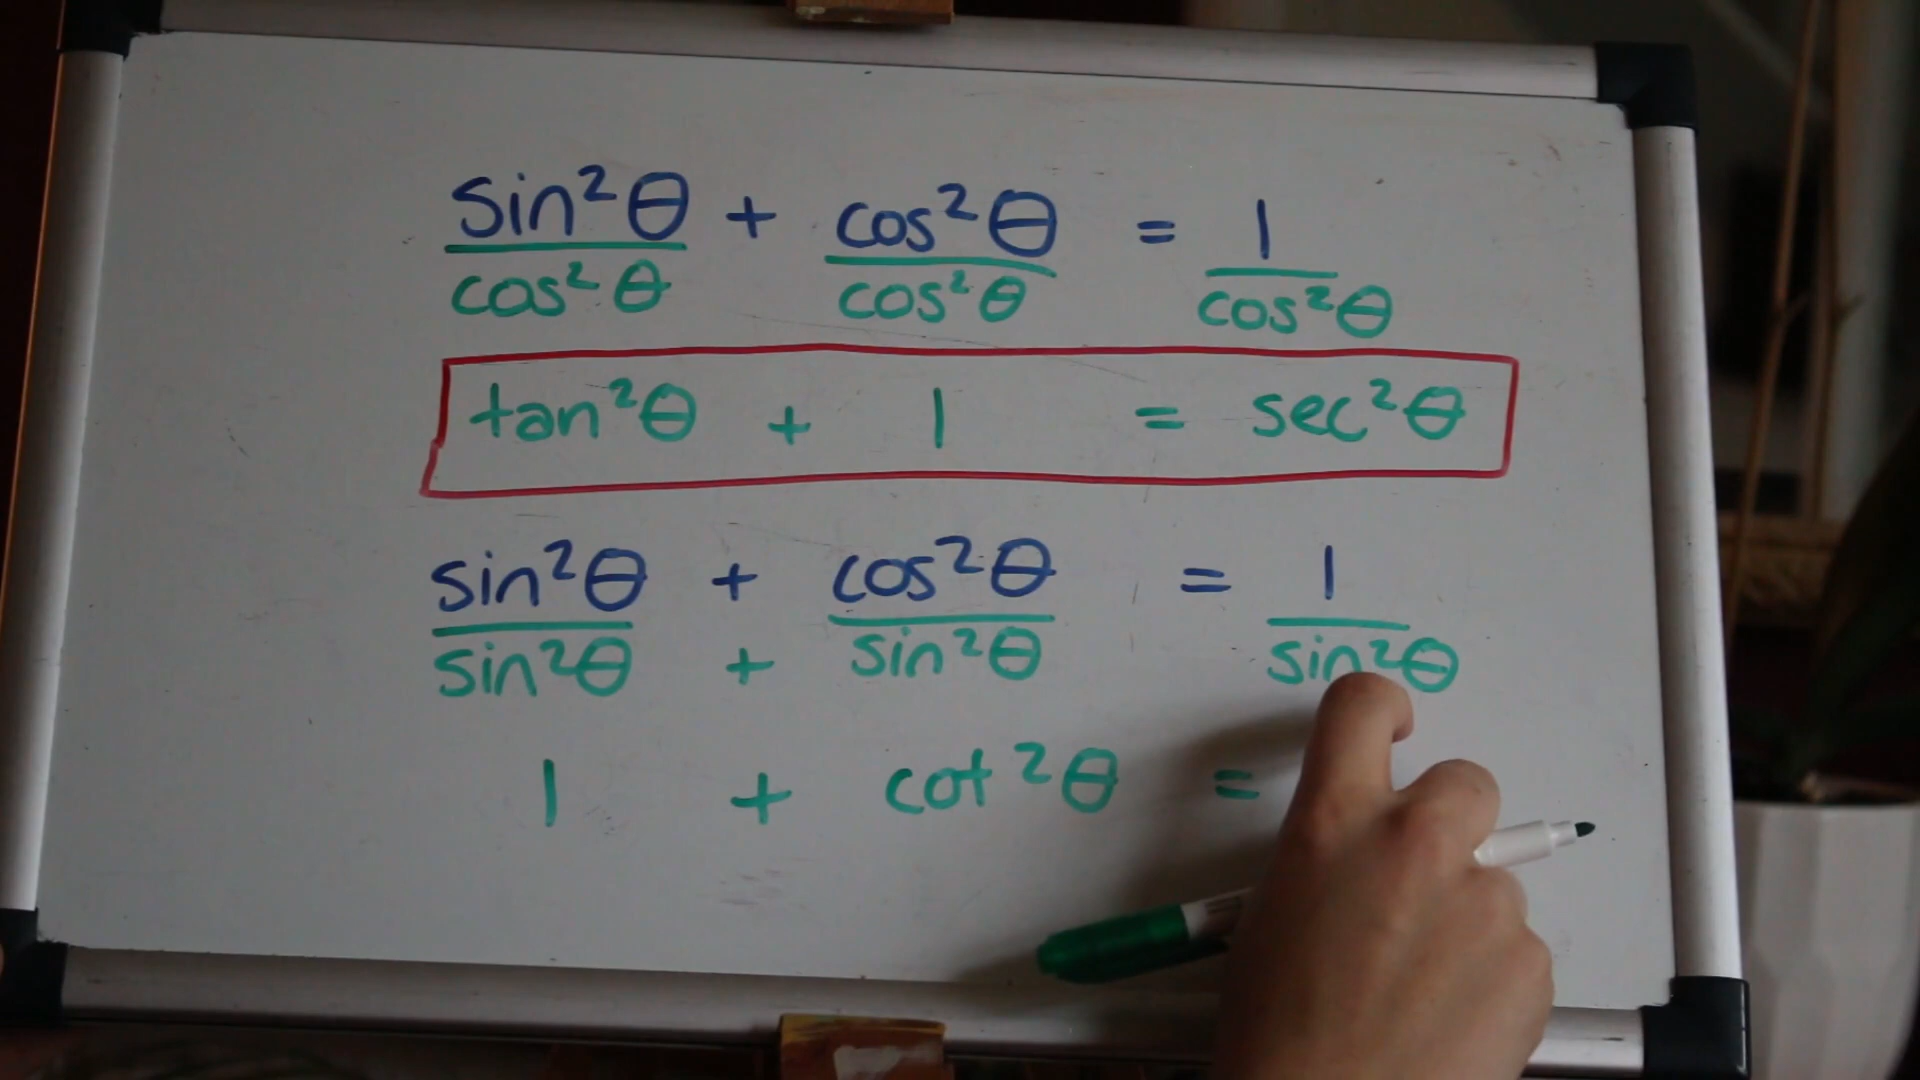 sin²θ + cos²θ = 1
cos²θ cos²θ cos²θ
tan²θ + 1 = sec²θ
sin²θ + cos²θ = 1
sin²θ + sin²θ sin²θ
1 + cot²θ =